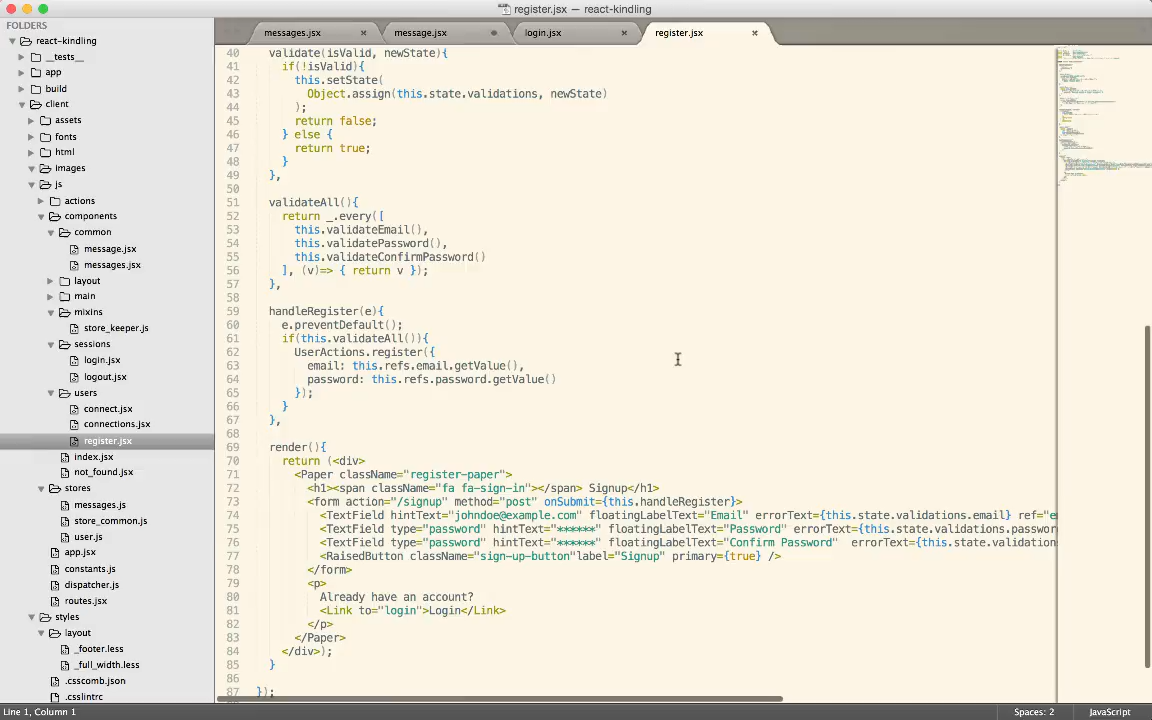 register.jsx — react-kindling
FOLDERS
react-kindling
__tests__
app
build
client
assets
fonts
html
images
js
actions
components
common
message.jsx
messages.jsx
layout
main
mixins
store_keeper.js
sessions
login.jsx
logout.jsx
users
connect.jsx
connections.jsx
register.jsx
index.jsx
not_found.jsx
stores
messages.js
store_common.js
user.js
app.jsx
constants.js
dispatcher.js
routes.jsx
styles
layout
_footer.less
_full_width.less
.csscomb.json
.csslintrc
messages.jsx × message.jsx login.jsx × register.jsx ×
40 validate(isValid, newState){
41 if(!isValid){
42 this.setState(
43 Object.assign(this.state.validations, newState)
44 );
45 return false;
46 } else {
47 return true;
48 }
49 },
50
51 validateAll(){
52 return _.every([
53 this.validateEmail(),
54 this.validatePassword(),
55 this.validateConfirmPassword()
56 ], (v)=> { return v });
57 },
58
59 handleRegister(e){
60 e.preventDefault();
61 if(this.validateAll()){
62 UserActions.register({
63 email: this.refs.email.getValue(),
64 password: this.refs.password.getValue()
65 });
66 }
67 },
68
69 render(){
70 return (<div>
71 <Paper className="register-paper">
72 <h1><span className="fa fa-sign-in"></span> Signup</h1>
73 <form action="/signup" method="post" onSubmit={this.handleRegister}>
74 <TextField hintText="johndoe@example.com" floatingLabelText="Email" errorText={this.state.validations.email} ref="e
75 <TextField type="password" hintText="******" floatingLabelText="Password" errorText={this.state.validations.passwor
76 <TextField type="password" hintText="******" floatingLabelText="Confirm Password" errorText={this.state.validations
77 <RaisedButton className="sign-up-button"label="Signup" primary={true} />
78 </form>
79 <p>
80 Already have an account?
81 <Link to="login">Login</Link>
82 </p>
83 </Paper>
84 </div>);
85 }
86
87 });
Line 1, Column 1
Spaces: 2
JavaScript